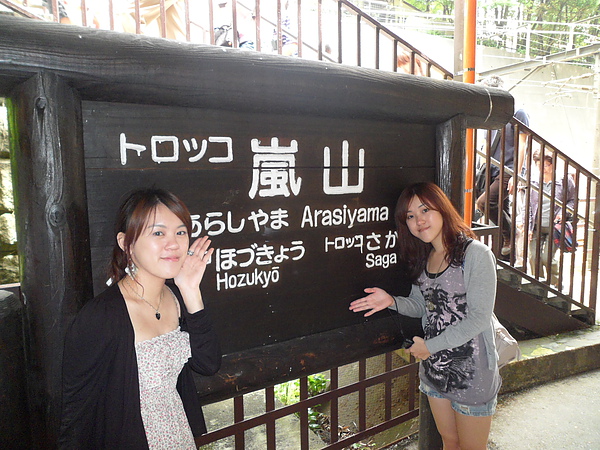 トロッコ 嵐山
あらしやま Arasiyama
ほづきょう トロッコ さが
Hozukyō Saga